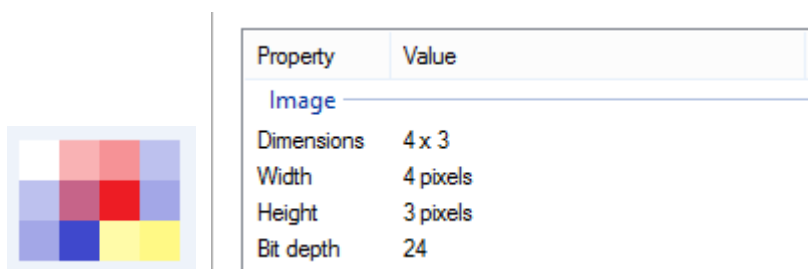 Property Value
Image
Dimensions 4 x 3
Width 4 pixels
Height 3 pixels
Bit depth 24